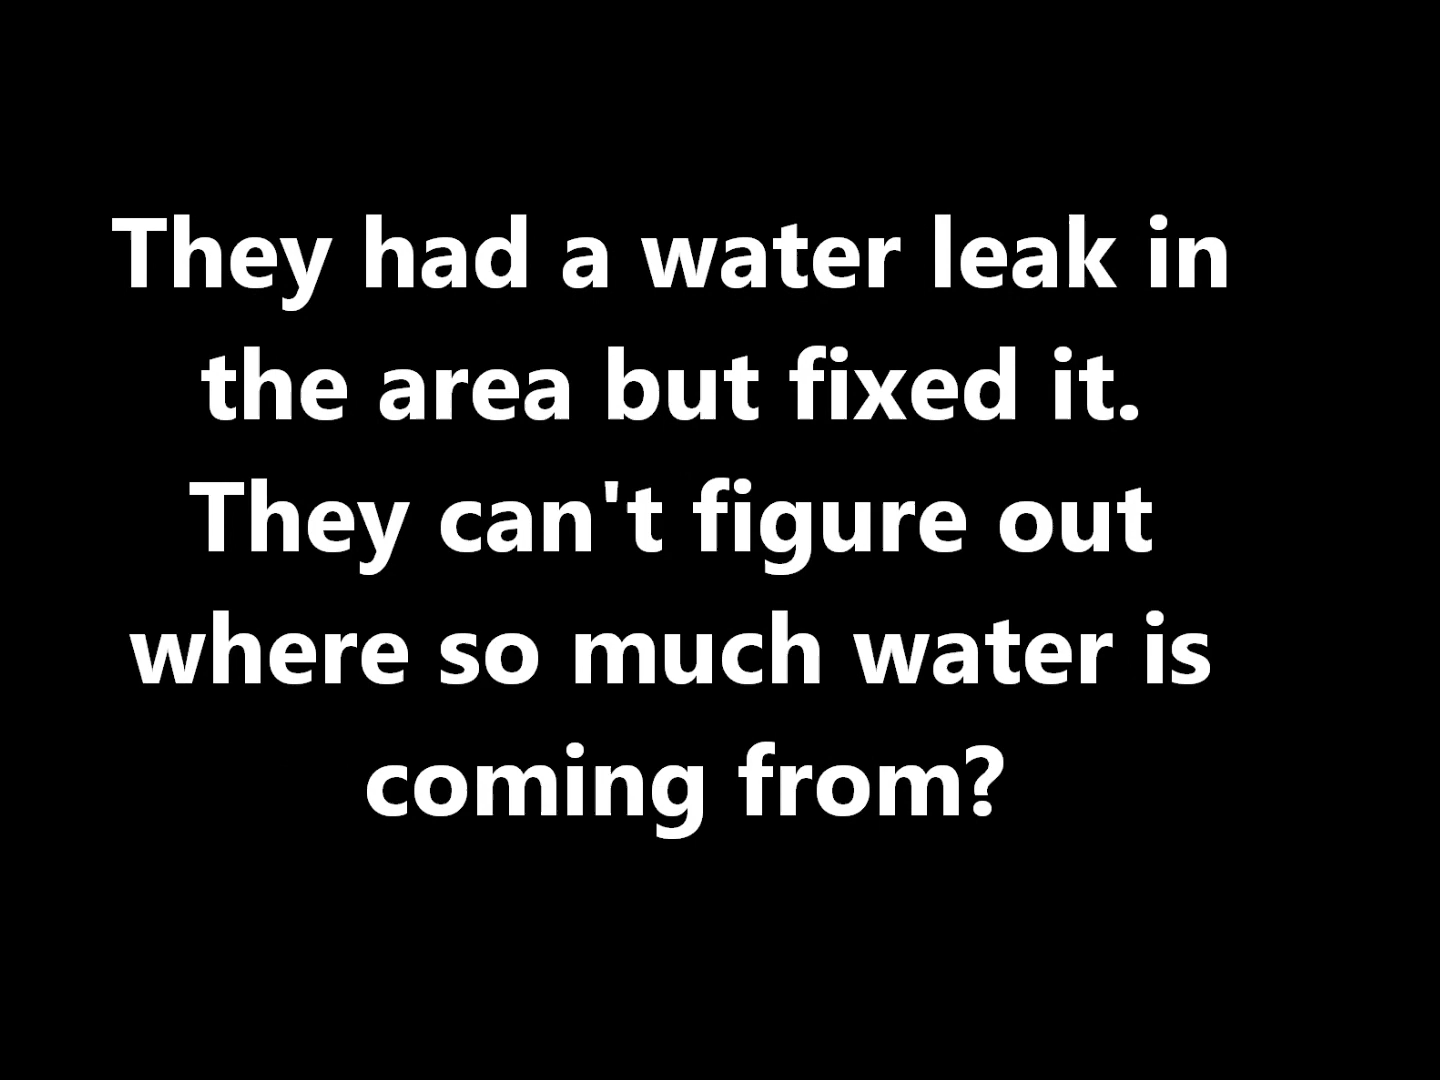 They had a water leak in
the area but fixed it.
They can't figure out
where so much water is
coming from?